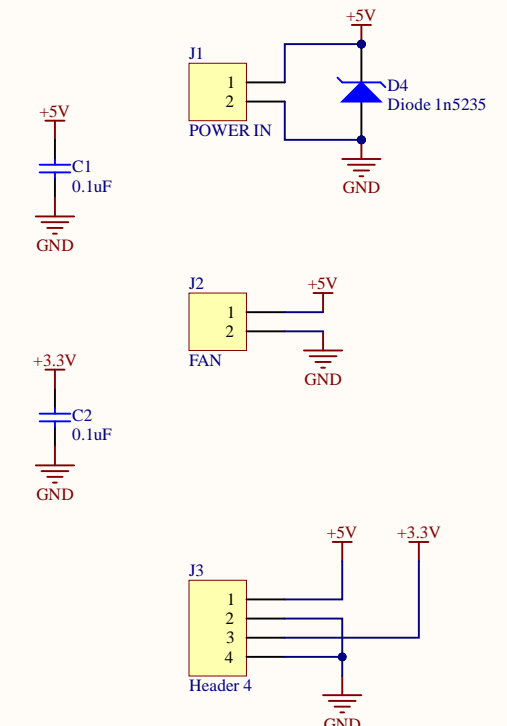 +5V
J1
1
2
POWER IN
D4
Diode 1n5235
GND
+5V
C1
0.1uF
GND
J2
1
2
FAN
+5V
GND
+3.3V
C2
0.1uF
GND
+5V
+3.3V
J3
1
2
3
4
Header 4
GND